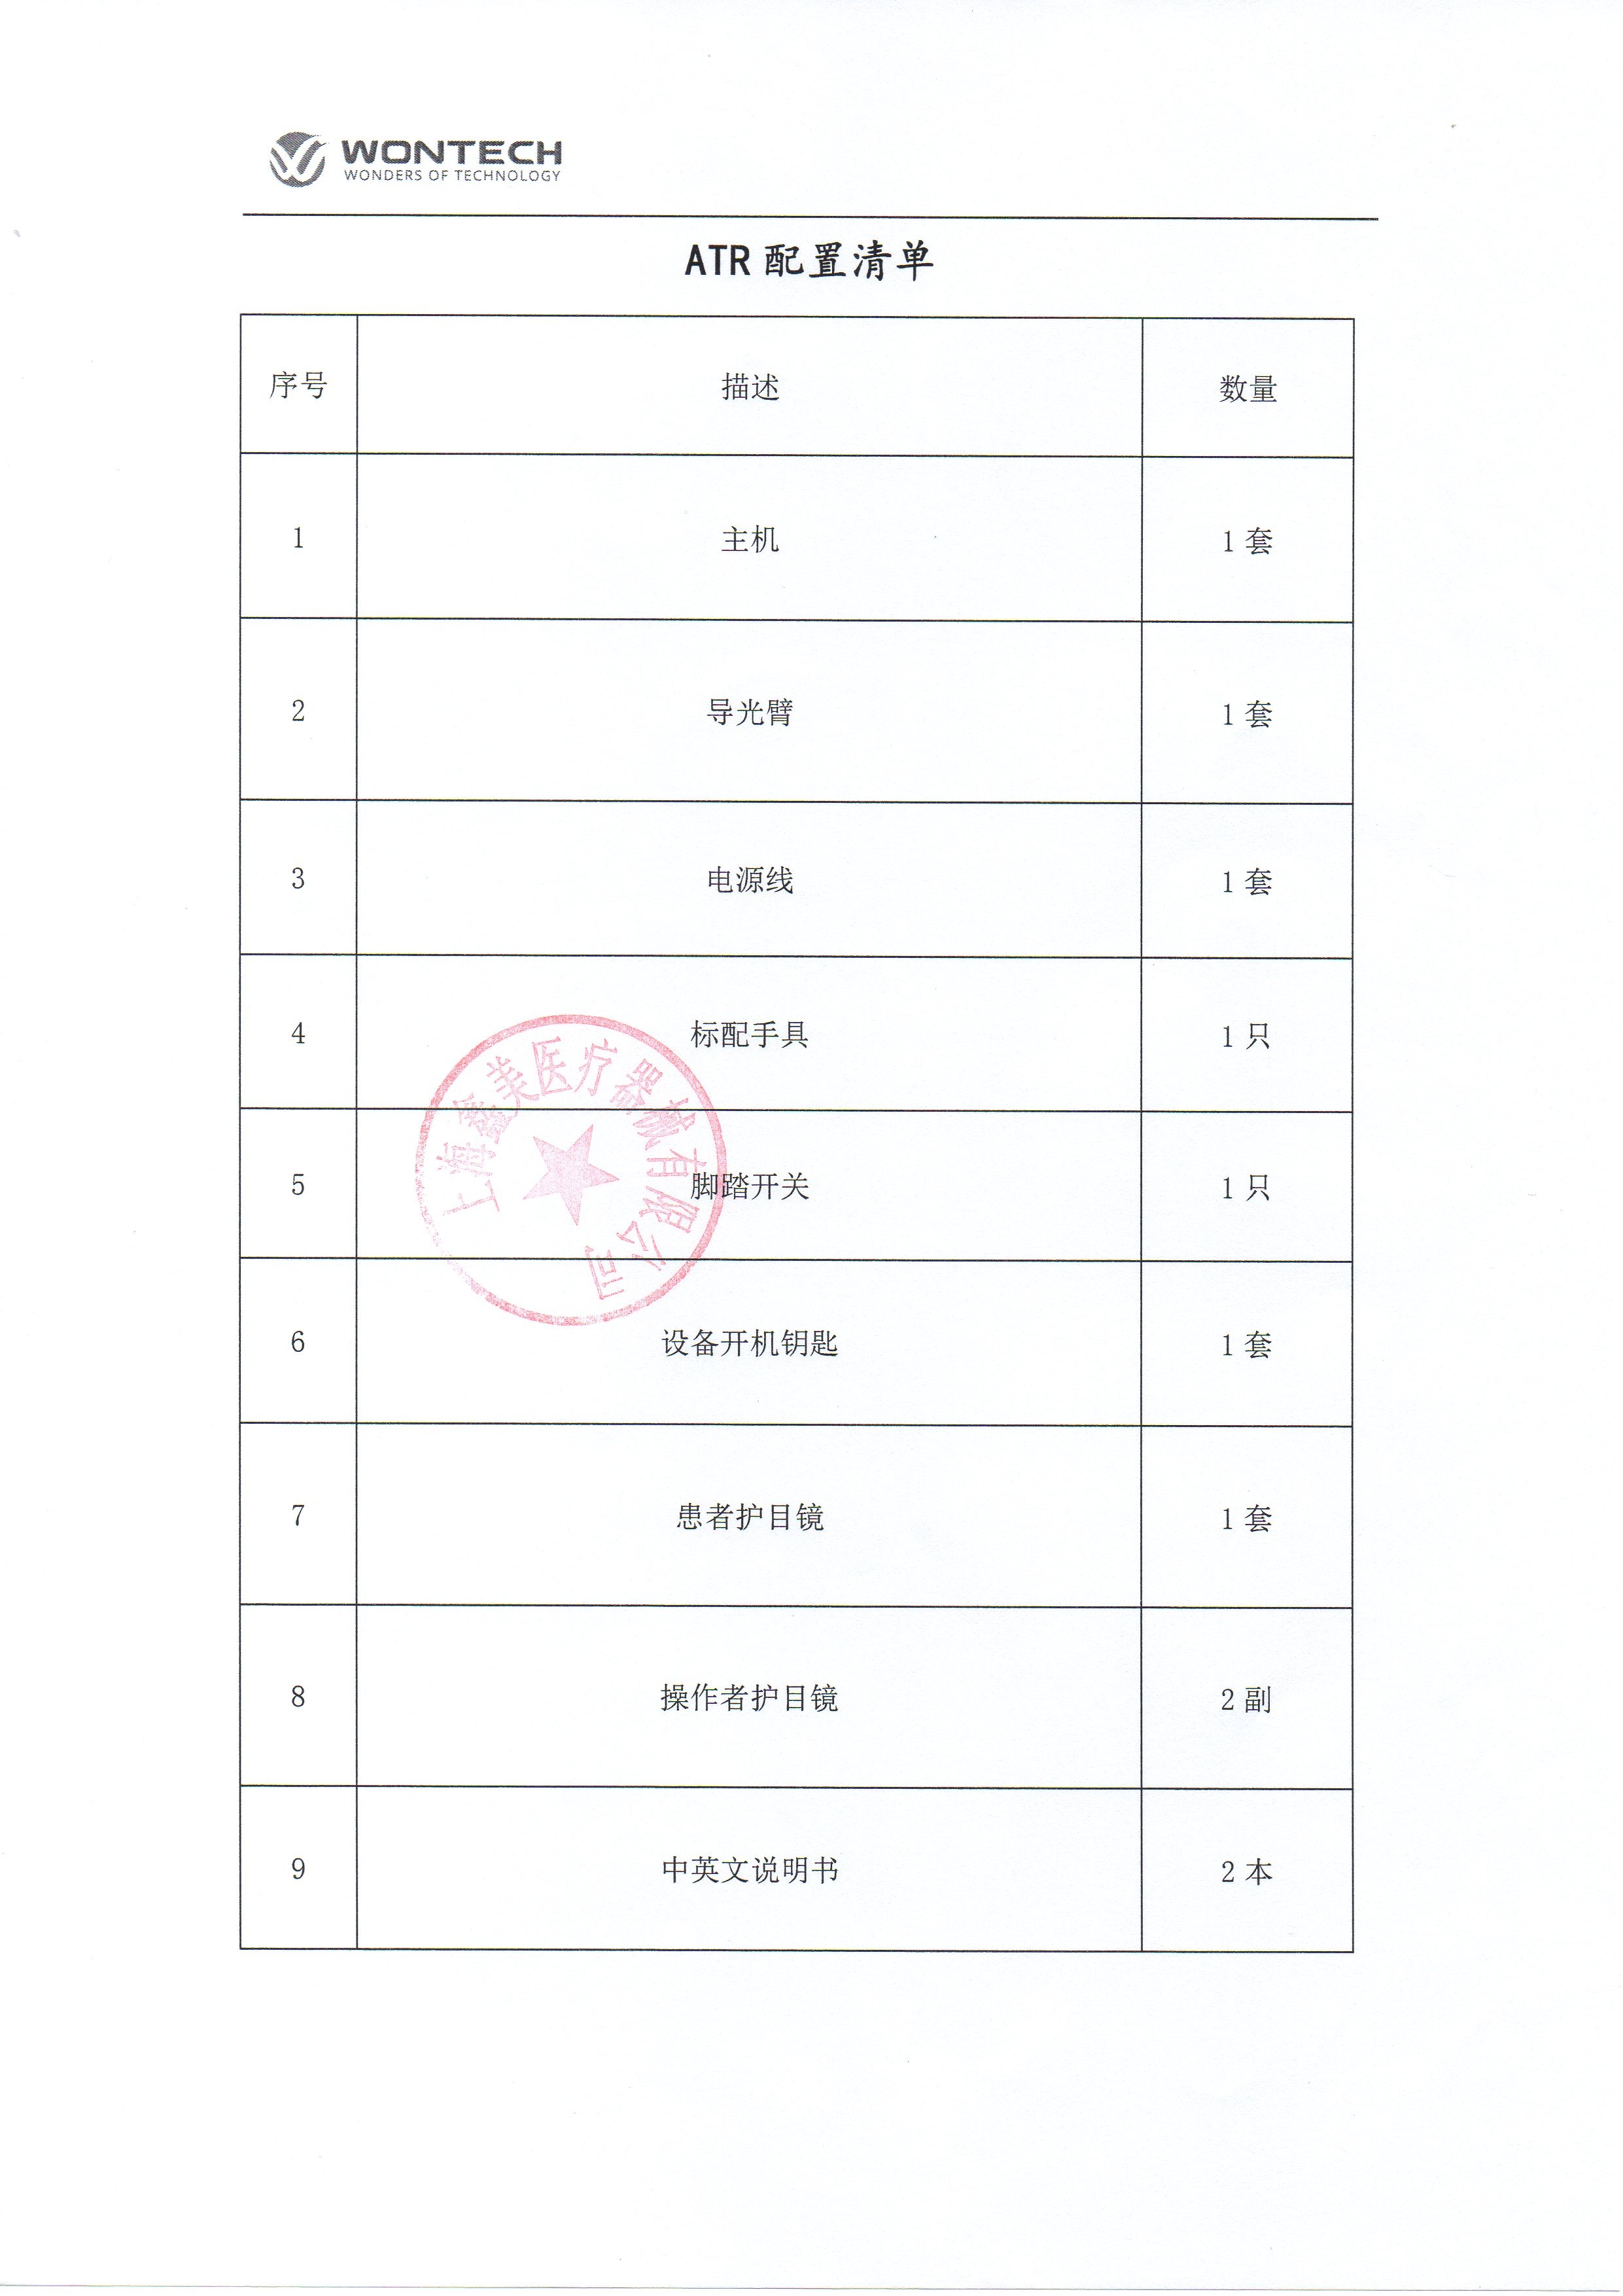 WONTECH
WONDERS OF TECHNOLOGY
ATR 配置清单
序号 描述 数量
1 主机 1 套
2 导光臂 1 套
3 电源线 1 套
4 标配手具 1 只
5 脚踏开关 1 只
6 设备开机钥匙 1 套
7 患者护目镜 1 套
8 操作者护目镜 2 副
9 中英文说明书 2 本
上海鑫美医疗器械有限公司